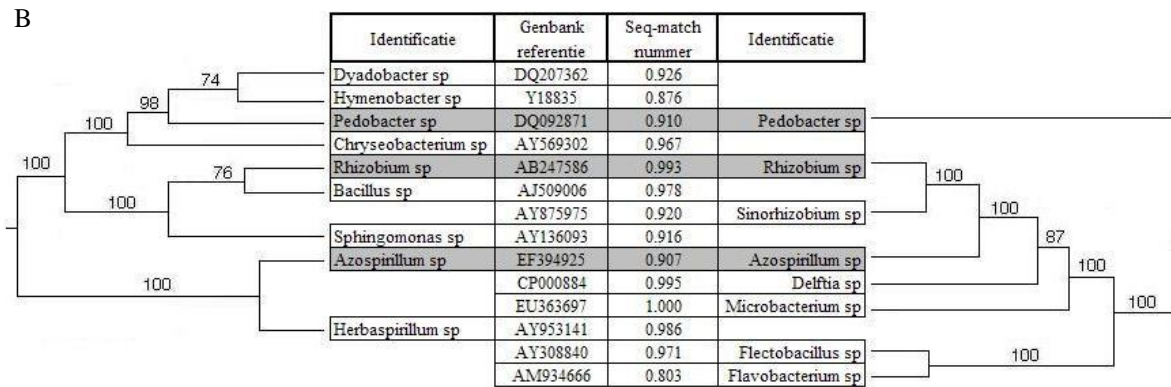 B
Identificatie Genbank referentie Seq-match nummer Identificatie
74 Dyadobacter sp DQ207362 0.926
Hymenobacter sp Y18835 0.876
98 Pedobacter sp DQ092871 0.910 Pedobacter sp
100 Chryseobacterium sp AY569302 0.967
100 76 Rhizobium sp AB247586 0.993 Rhizobium sp
Bacillus sp AJ509006 0.978 100
100 AY875975 0.920 Sinorhizobium sp 100
Sphingomonas sp AY136093 0.916 87
Azospirillum sp EF394925 0.907 Azospirillum sp 100
100 CP000884 0.995 Delftia sp
EU363697 1.000 Microbacterium sp 100
Herbaspirillum sp AY953141 0.986
AY308840 0.971 Flectobacillus sp 100
AM934666 0.803 Flavobacterium sp